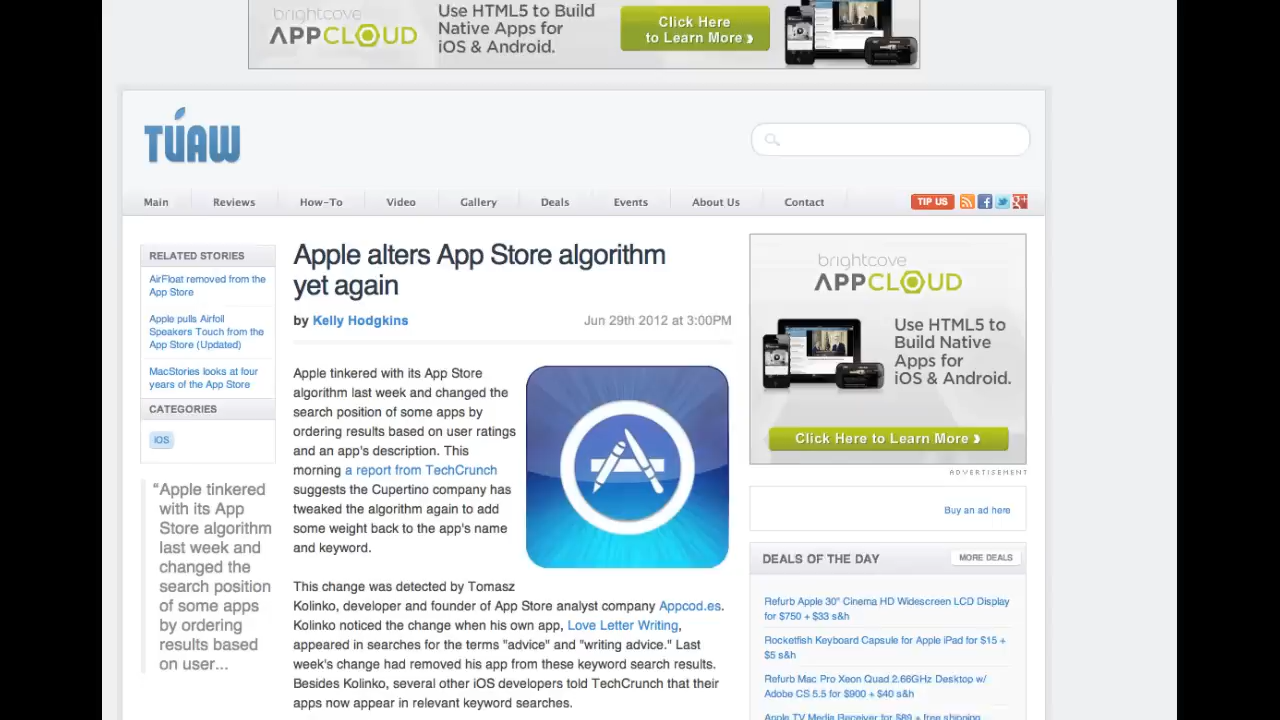 brightcove
APPCLOUD
Use HTML5 to Build
Native Apps for
iOS & Android.
Click Here
to Learn More ❯
TUAW
Main
Reviews
How-To
Video
Gallery
Deals
Events
About Us
Contact
TIP US
RELATED STORIES
AirFloat removed from the
App Store
Apple pulls Airfoil
Speakers Touch from the
App Store (Updated)
MacStories looks at four
years of the App Store
CATEGORIES
iOS
“Apple tinkered
with its App
Store algorithm
last week and
changed the
search position
of some apps
by ordering
results based
on user...
Apple alters App Store algorithm
yet again
by Kelly Hodgkins
Jun 29th 2012 at 3:00PM
Apple tinkered with its App Store
algorithm last week and changed the
search position of some apps by
ordering results based on user ratings
and an app's description. This
morning a report from TechCrunch
suggests the Cupertino company has
tweaked the algorithm again to add
some weight back to the app's name
and keyword.
This change was detected by Tomasz
Kolinko, developer and founder of App Store analyst company Appcod.es.
Kolinko noticed the change when his own app, Love Letter Writing,
appeared in searches for the terms "advice" and "writing advice." Last
week's change had removed his app from these keyword search results.
Besides Kolinko, several other iOS developers told TechCrunch that their
apps now appear in relevant keyword searches.
brightcove
APPCLOUD
Use HTML5 to
Build Native
Apps for
iOS & Android.
Click Here to Learn More ❯
ADVERTISEMENT
Buy an ad here
DEALS OF THE DAY
MORE DEALS
Refurb Apple 30" Cinema HD Widescreen LCD Display
for $750 + $33 s&h
Rocketfish Keyboard Capsule for Apple iPad for $15 +
$5 s&h
Refurb Mac Pro Xeon Quad 2.66GHz Desktop w/
Adobe CS 5.5 for $900 + $40 s&h
Apple TV Media Receiver for $89 + free shipping